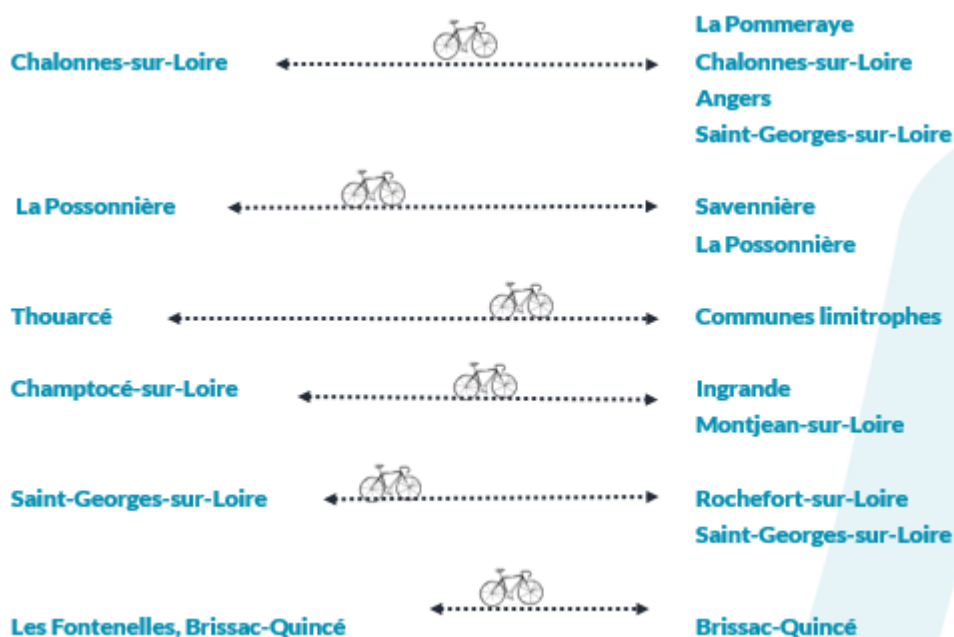 La Pommeraye
Chalonnes-sur-Loire
Chalonnes-sur-Loire
Angers
Saint-Georges-sur-Loire
La Possonnière
Savennière
La Possonnière
Thouarcé
Communes limitrophes
Champtocé-sur-Loire
Ingrande
Montjean-sur-Loire
Saint-Georges-sur-Loire
Rochefort-sur-Loire
Saint-Georges-sur-Loire
Les Fontenelles, Brissac-Quincé
Brissac-Quincé